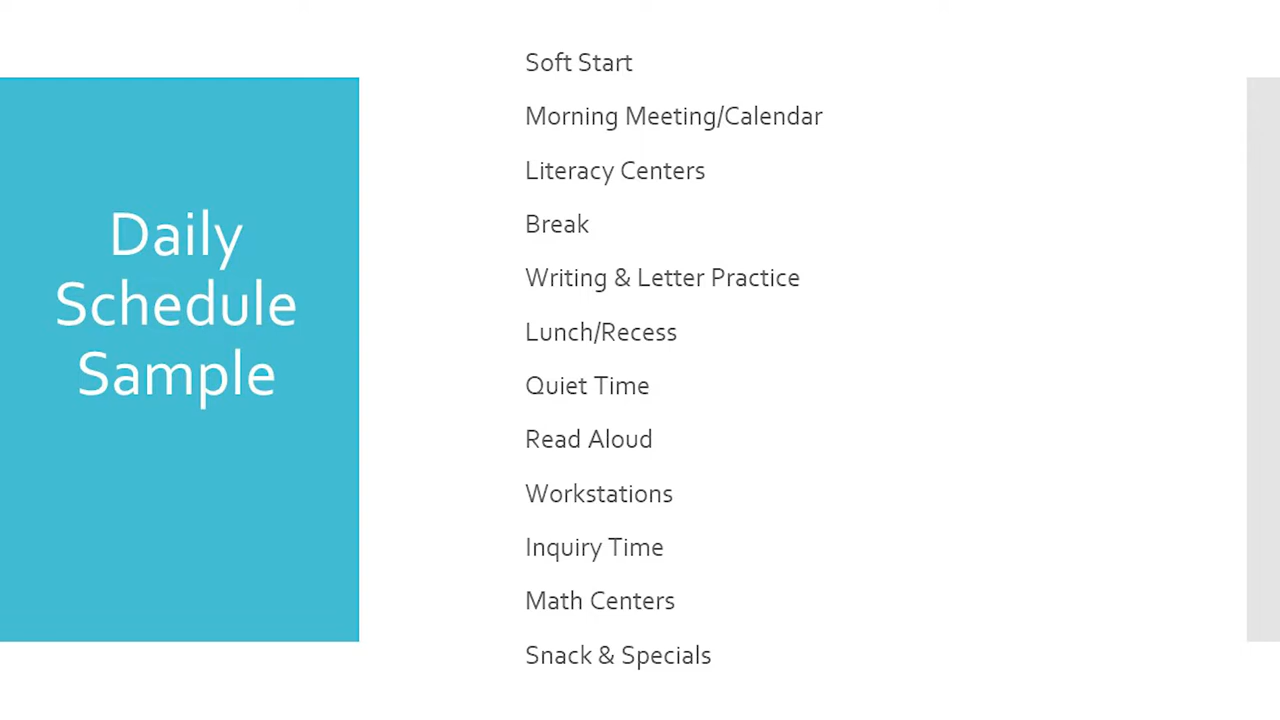 Daily
Schedule
Sample
Soft Start
Morning Meeting/Calendar
Literacy Centers
Break
Writing & Letter Practice
Lunch/Recess
Quiet Time
Read Aloud
Workstations
Inquiry Time
Math Centers
Snack & Specials